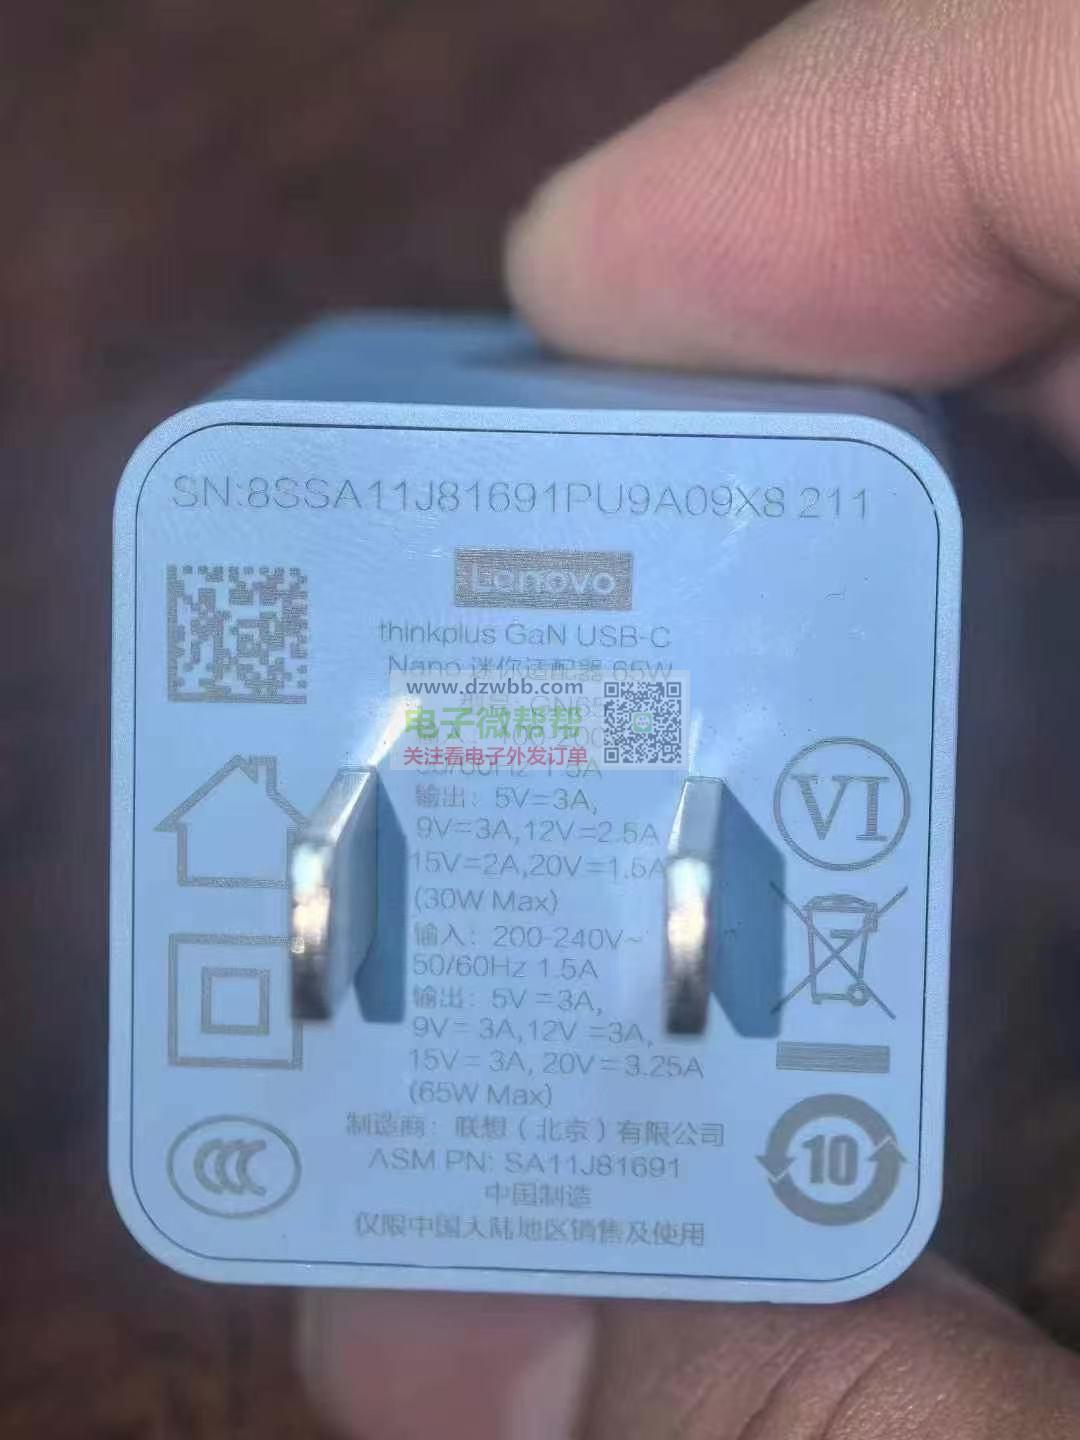 SN:8SSA11J81691PU9A09X8 211
Lenovo
thinkplus GaN USB-C
Nano 迷你适配器 65W
www.dzwbb.com
电子微帮帮
关注看电子外发订单
50/60Hz 1.5A
输出：5V=3A,
9V=3A,12V=2.5A
15V=2A,20V=1.5A
(30W Max)
输入：200-240V~
50/60Hz 1.5A
输出：5V=3A,
9V=3A,12V=3A,
15V=3A, 20V=3.25A
(65W Max)
制造商：联想（北京）有限公司
ASM PN: SA11J81691
中国制造
仅限中国大陆地区销售及使用
VI
CCC
10